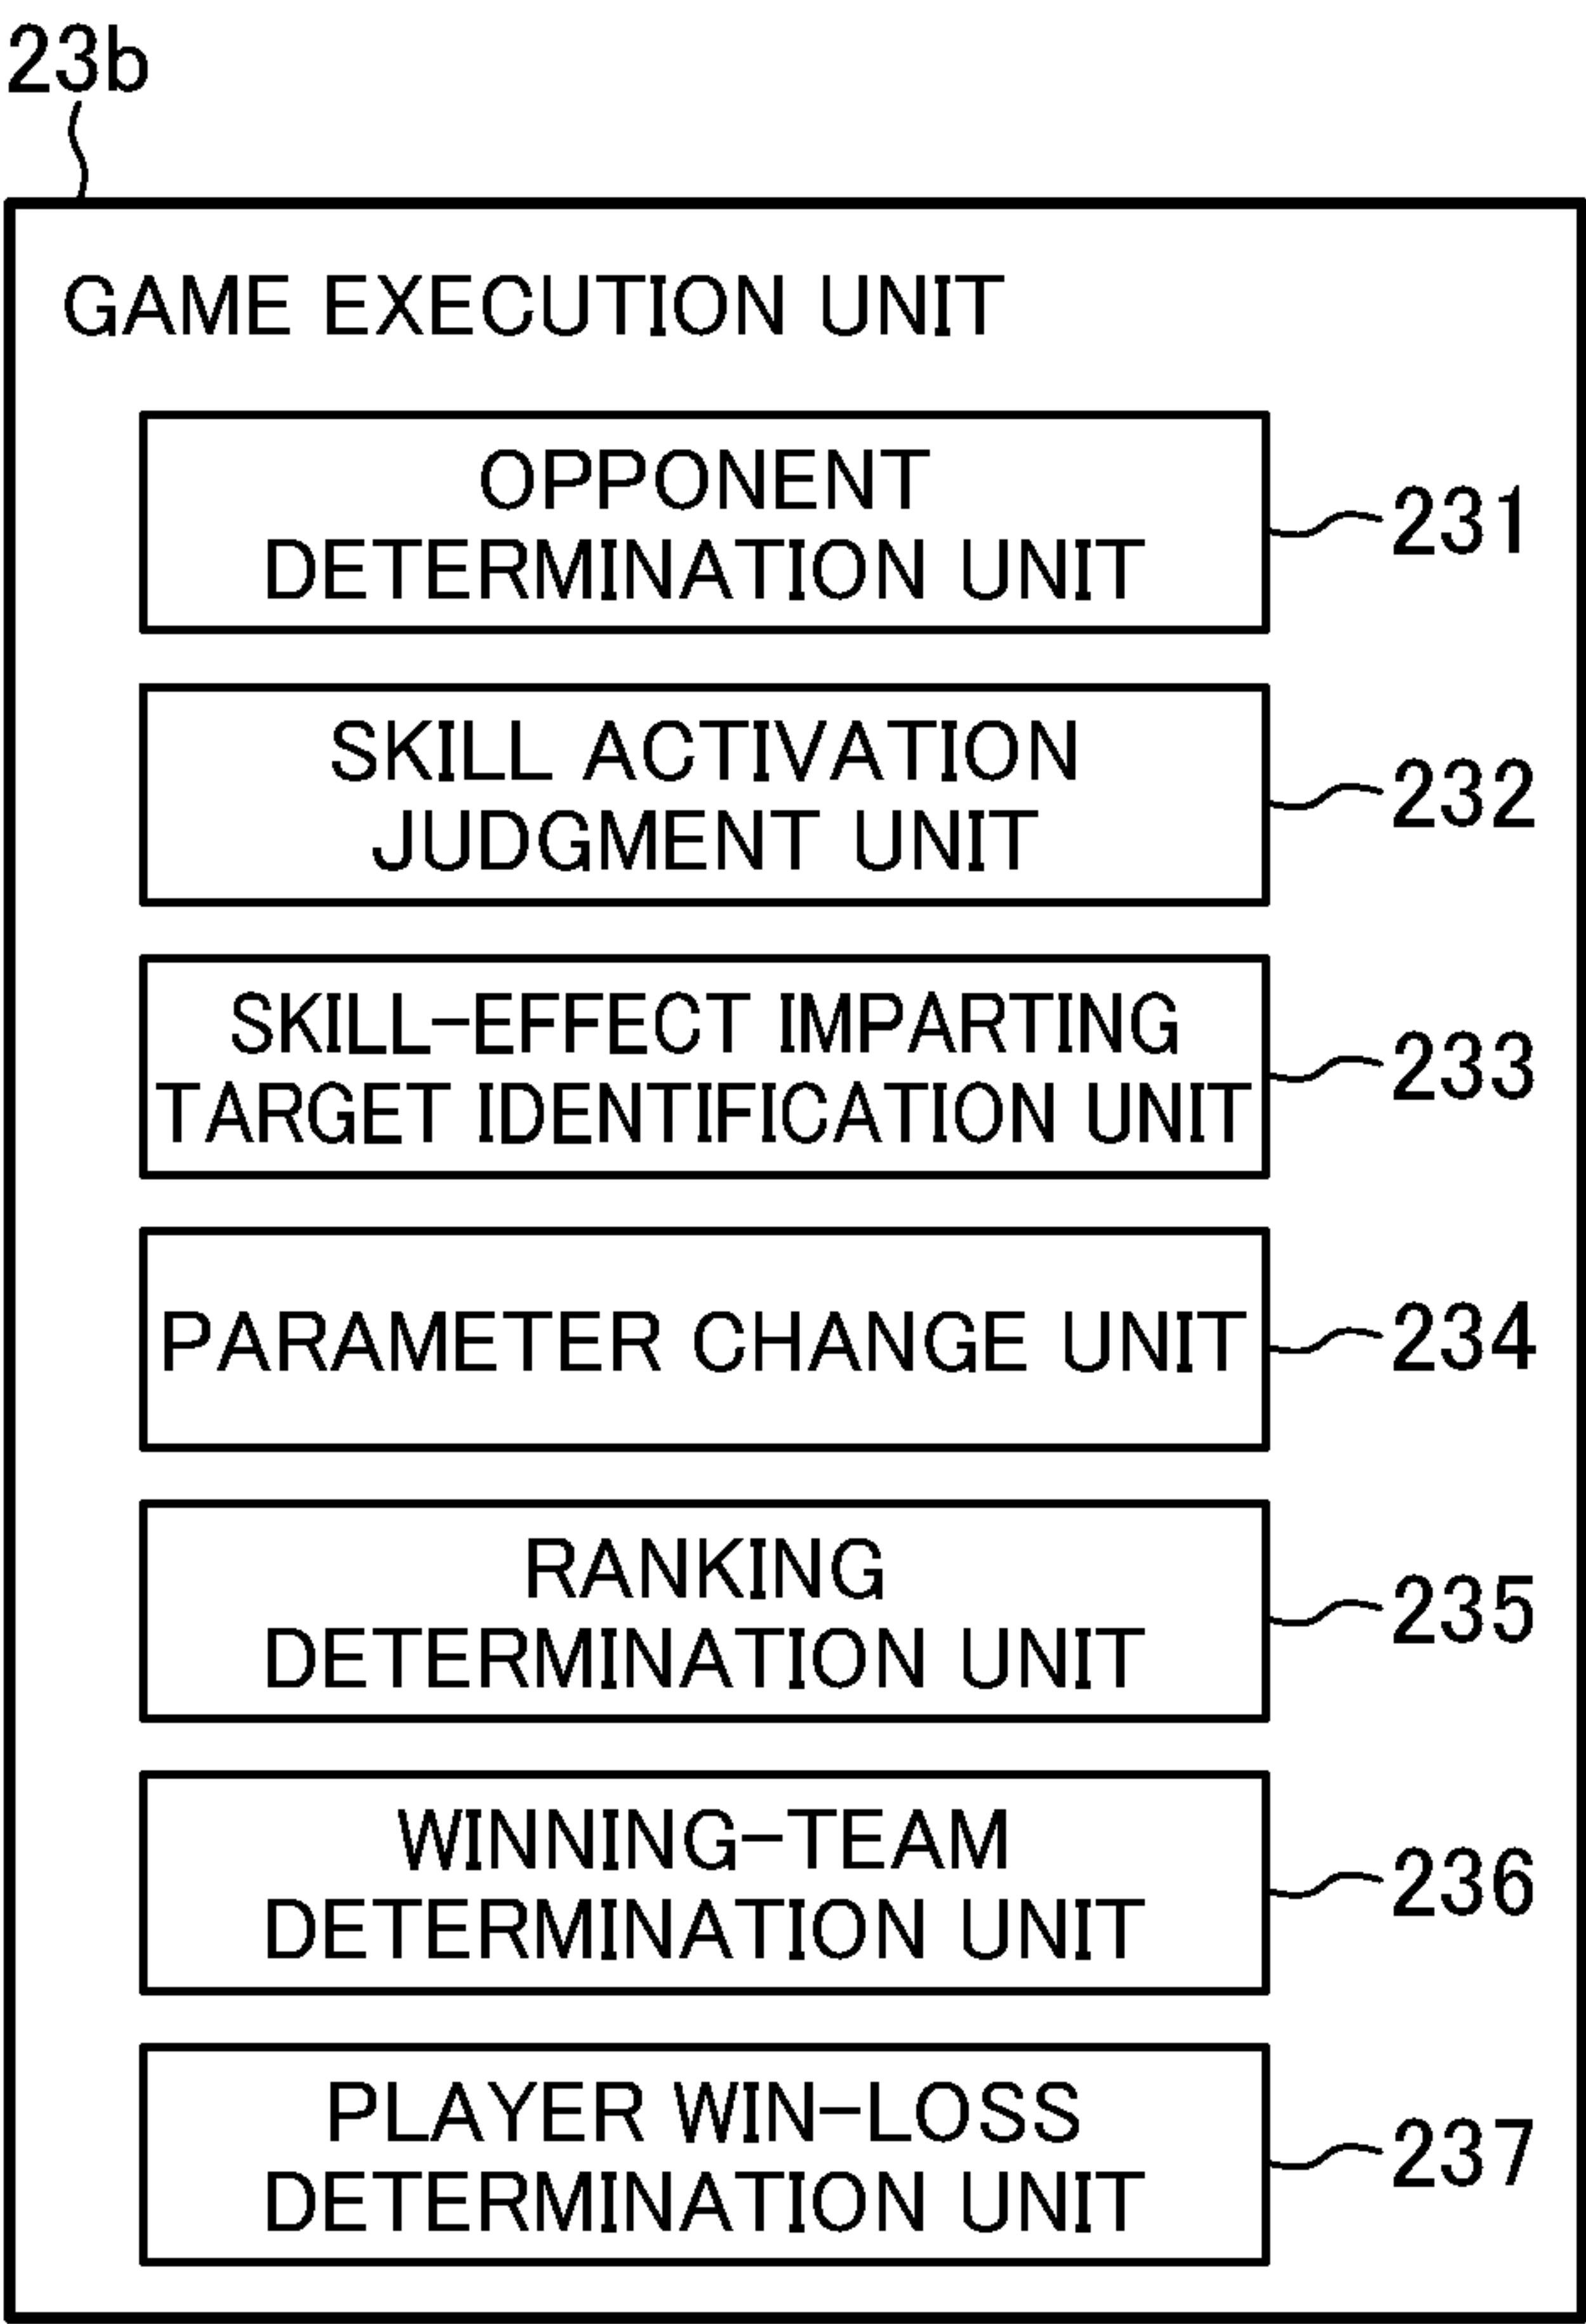 23b
GAME EXECUTION UNIT
OPPONENT
DETERMINATION UNIT
231
SKILL ACTIVATION
JUDGMENT UNIT
232
SKILL-EFFECT IMPARTING
TARGET IDENTIFICATION UNIT
233
PARAMETER CHANGE UNIT
234
RANKING
DETERMINATION UNIT
235
WINNING-TEAM
DETERMINATION UNIT
236
PLAYER WIN-LOSS
DETERMINATION UNIT
237